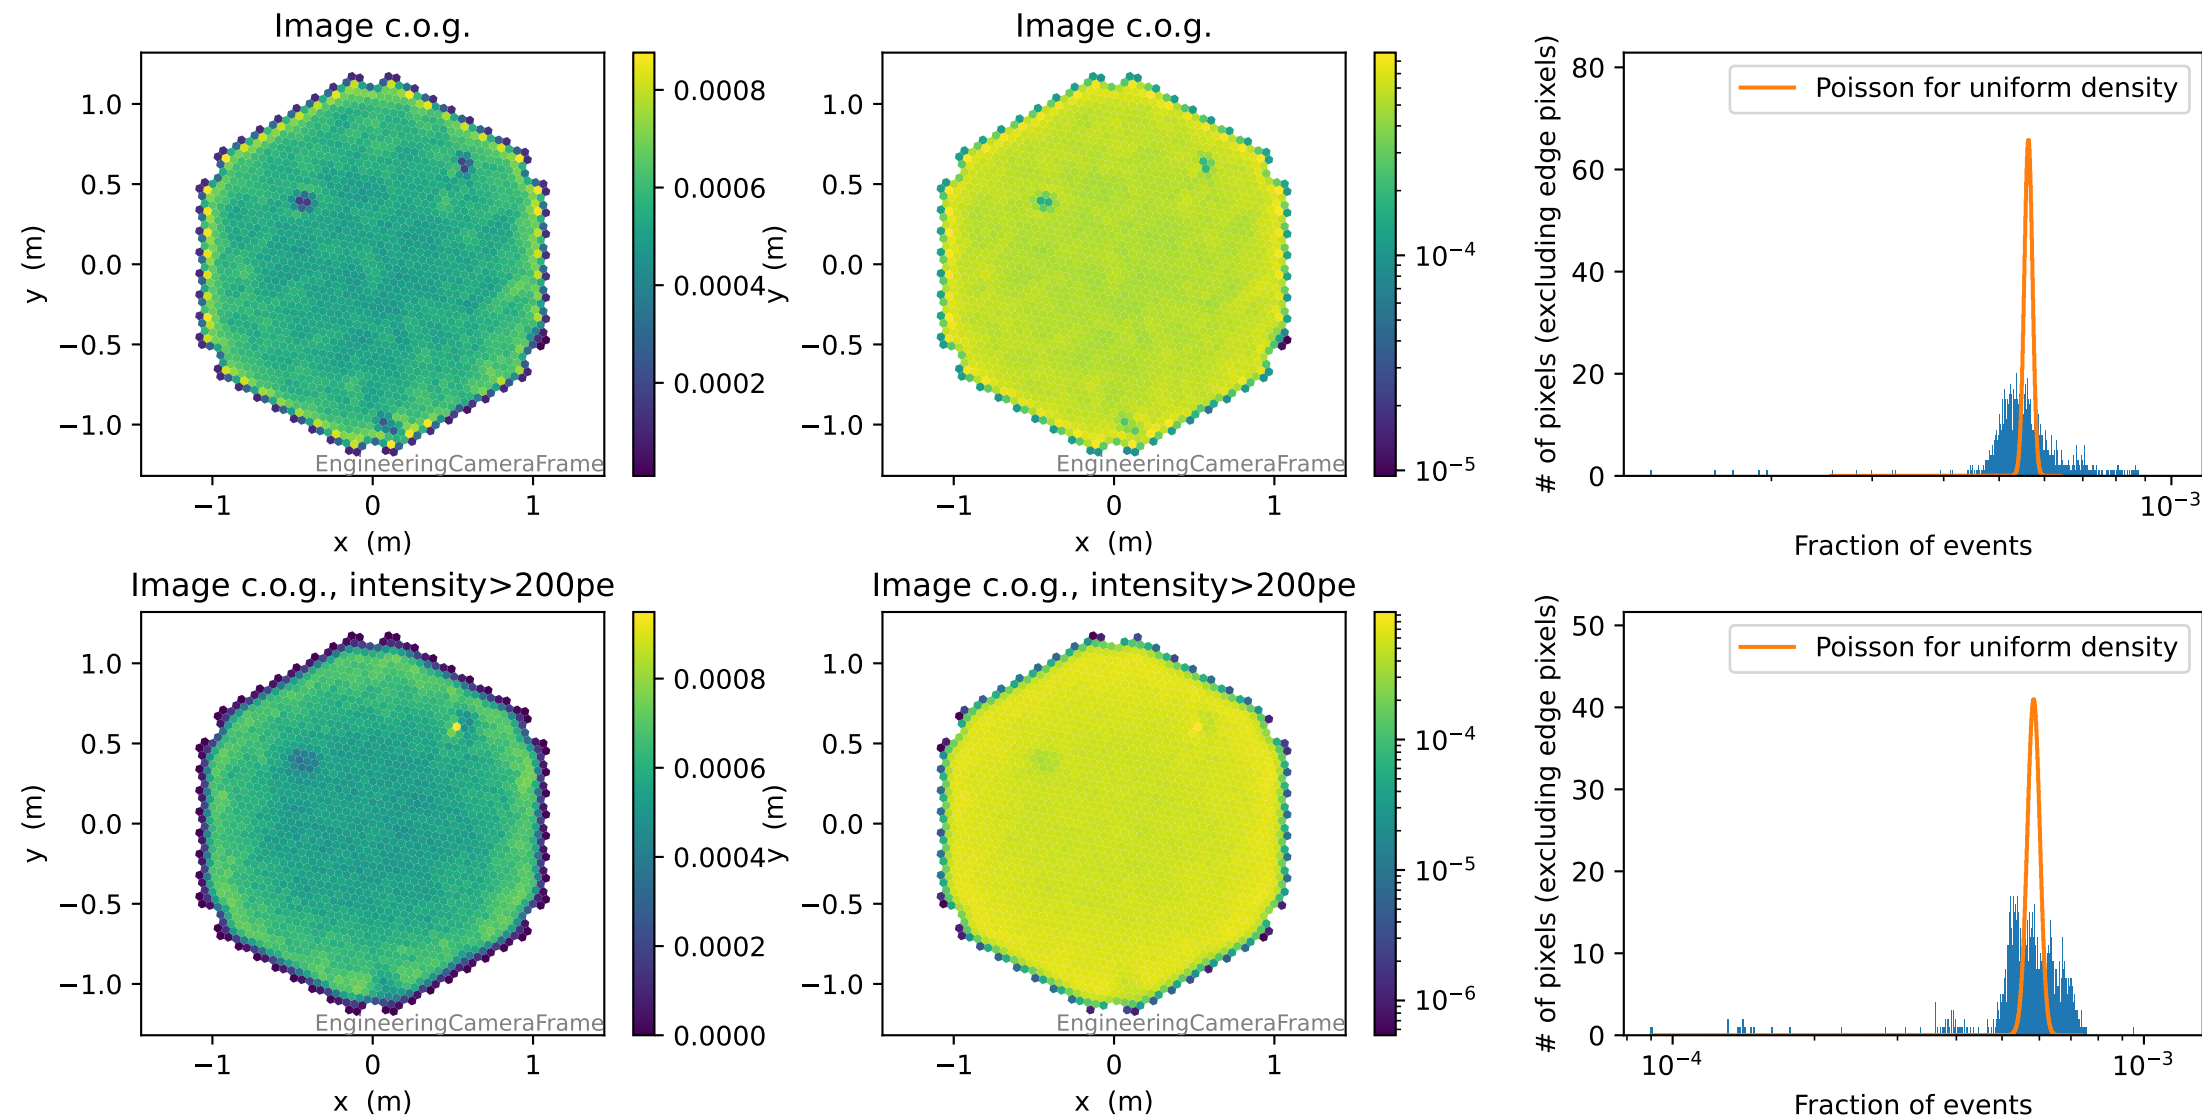 Image c.o.g.
1.0
0.5
0.0
−0.5
−1.0
y (m)
−1
0
1
x (m)
EngineeringCameraFrame
0.0008
0.0006
0.0004
0.0002
Image c.o.g.
1.0
0.5
0.0
−0.5
−1.0
y (m)
−1
0
1
x (m)
EngineeringCameraFrame
10−4
10−5
80
60
40
20
0
# of pixels (excluding edge pixels)
Poisson for uniform density
10−3
Fraction of events
Image c.o.g., intensity>200pe
1.0
0.5
0.0
−0.5
−1.0
y (m)
−1
0
1
x (m)
EngineeringCameraFrame
0.0008
0.0006
0.0004
0.0002
0.0000
Image c.o.g., intensity>200pe
1.0
0.5
0.0
−0.5
−1.0
y (m)
−1
0
1
x (m)
EngineeringCameraFrame
10−4
10−5
10−6
50
40
30
20
10
0
# of pixels (excluding edge pixels)
Poisson for uniform density
10−4
10−3
Fraction of events